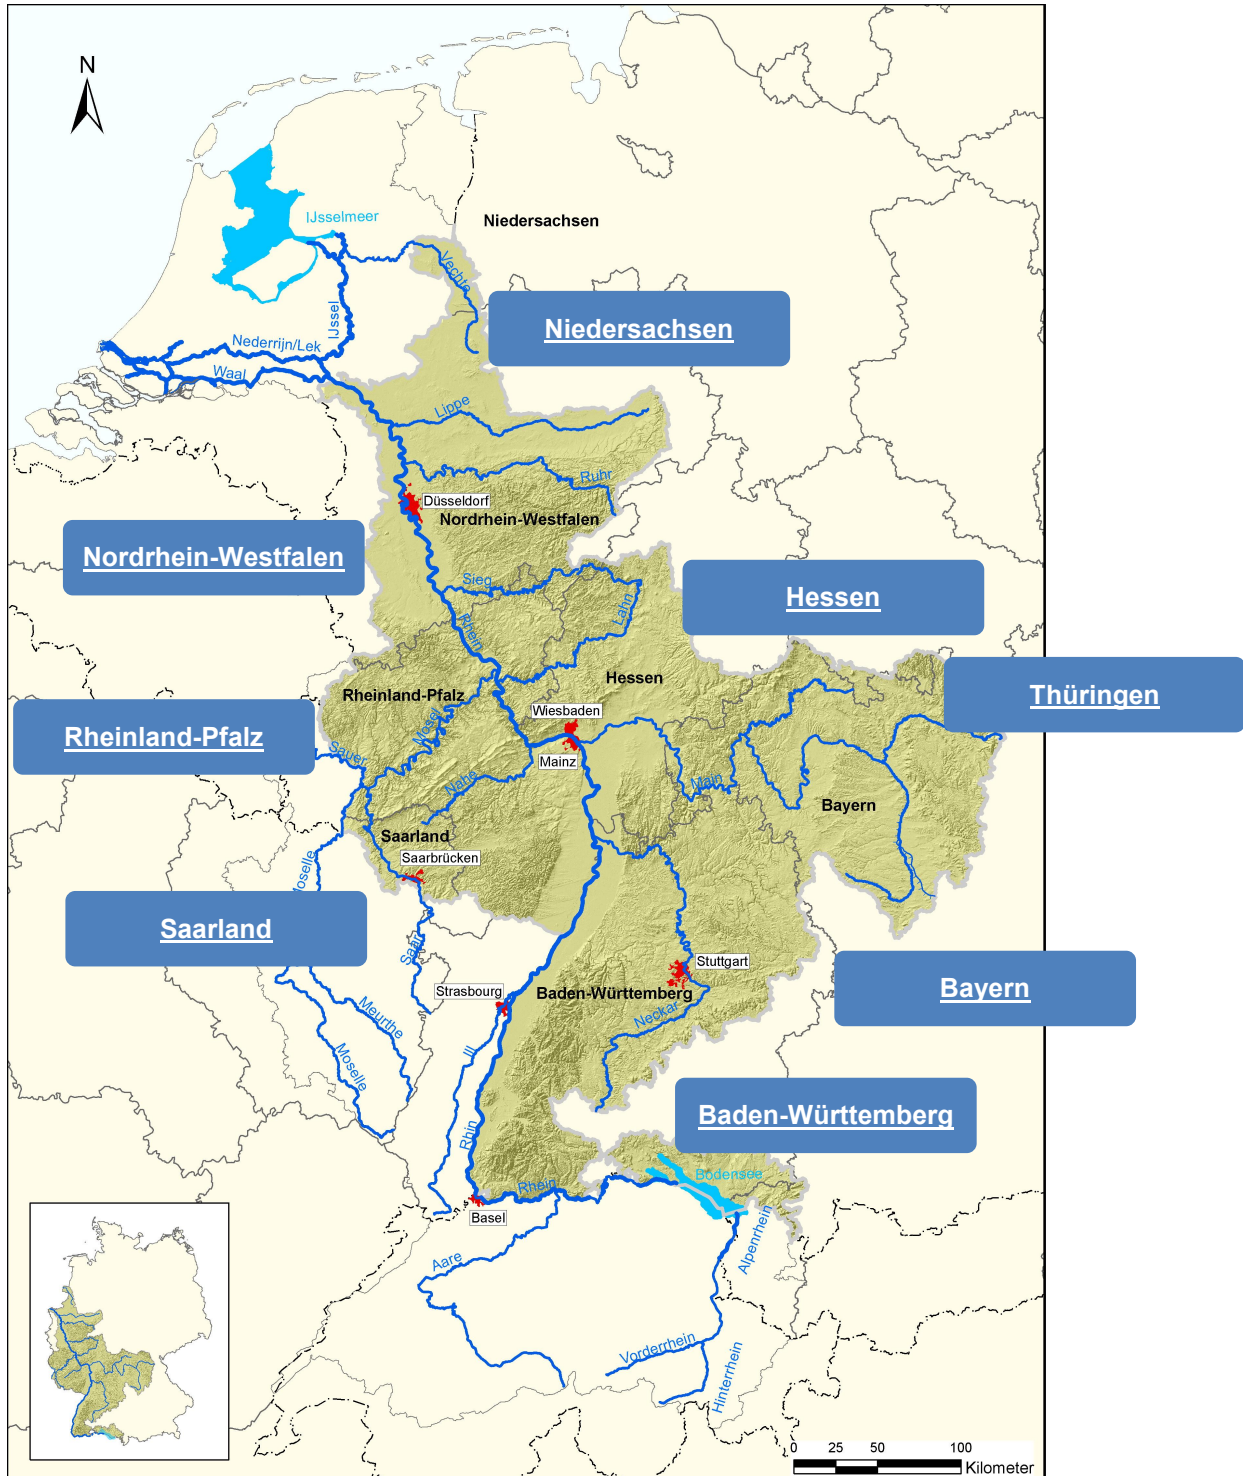 N
IJsselmeer
Niedersachsen
Vechte
Niedersachsen
IJssel
Nederrijn/Lek
Waal
Lippe
Ruhr
Düsseldorf
Nordrhein-Westfalen
Nordrhein-Westfalen
Sieg
Hessen
Lahn
Rhein
Hessen
Thüringen
Rheinland-Pfalz
Wiesbaden
Mosel
Rheinland-Pfalz
Sauer
Mainz
Nahe
Main
Bayern
Saarland
Saarbrücken
Moselle
Saarland
Saar
Stuttgart
Bayern
Strasbourg
Baden-Württemberg
Neckar
Meurthe
Ill
Moselle
Baden-Württemberg
Rhin
Bodensee
Rhein
Basel
Alpenrhein
Aare
Vorderrhein
Hinterrhein
0 25 50 100
Kilometer